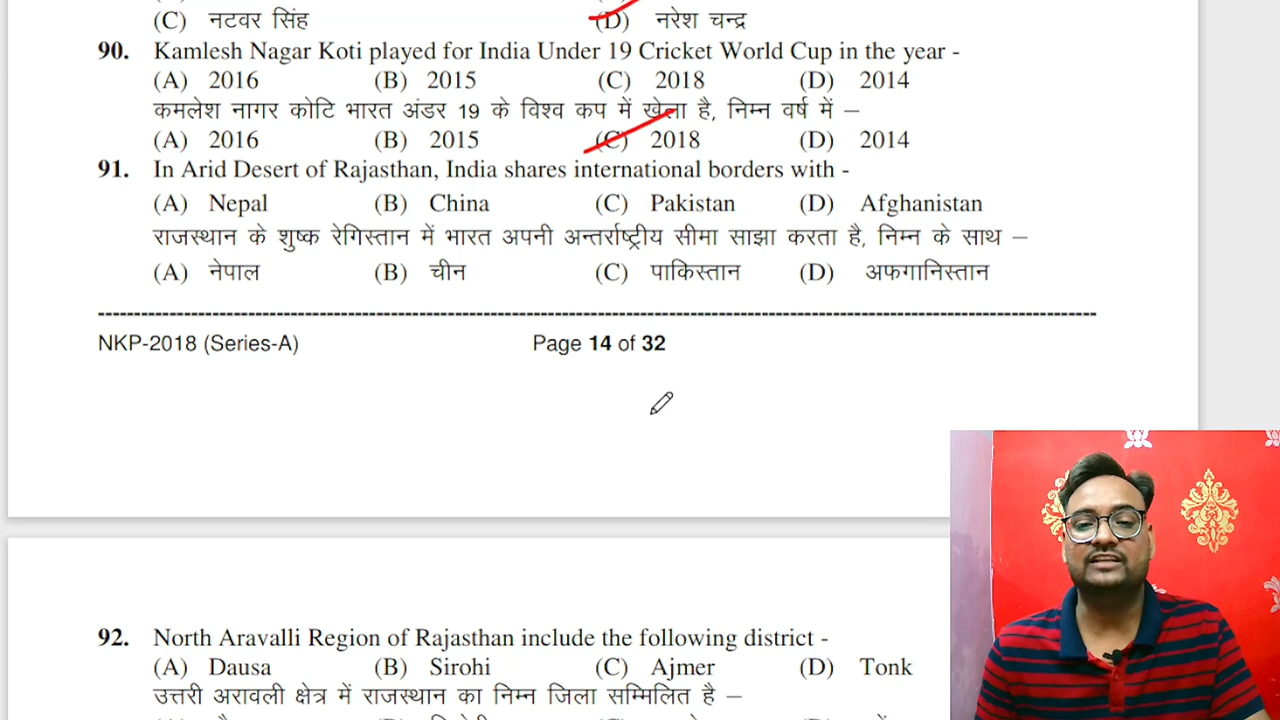 (C) नटवर सिंह (D) नरेश चन्द्र
90. Kamlesh Nagar Koti played for India Under 19 Cricket World Cup in the year -
(A) 2016 (B) 2015 (C) 2018 (D) 2014
कमलेश नागर कोटि भारत अंडर 19 के विश्व कप में खेला है, निम्न वर्ष में –
(A) 2016 (B) 2015 (C) 2018 (D) 2014
91. In Arid Desert of Rajasthan, India shares international borders with -
(A) Nepal (B) China (C) Pakistan (D) Afghanistan
राजस्थान के शुष्क रेगिस्तान में भारत अपनी अन्तर्राष्ट्रीय सीमा साझा करता है, निम्न के साथ –
(A) नेपाल (B) चीन (C) पाकिस्तान (D) अफगानिस्तान
NKP-2018 (Series-A) Page 14 of 32
92. North Aravalli Region of Rajasthan include the following district -
(A) Dausa (B) Sirohi (C) Ajmer (D) Tonk
उत्तरी अरावली क्षेत्र में राजस्थान का निम्न जिला सम्मिलित है –